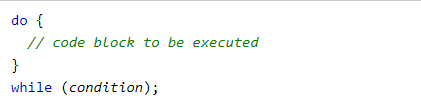 do {
  // code block to be executed
}
while (condition);